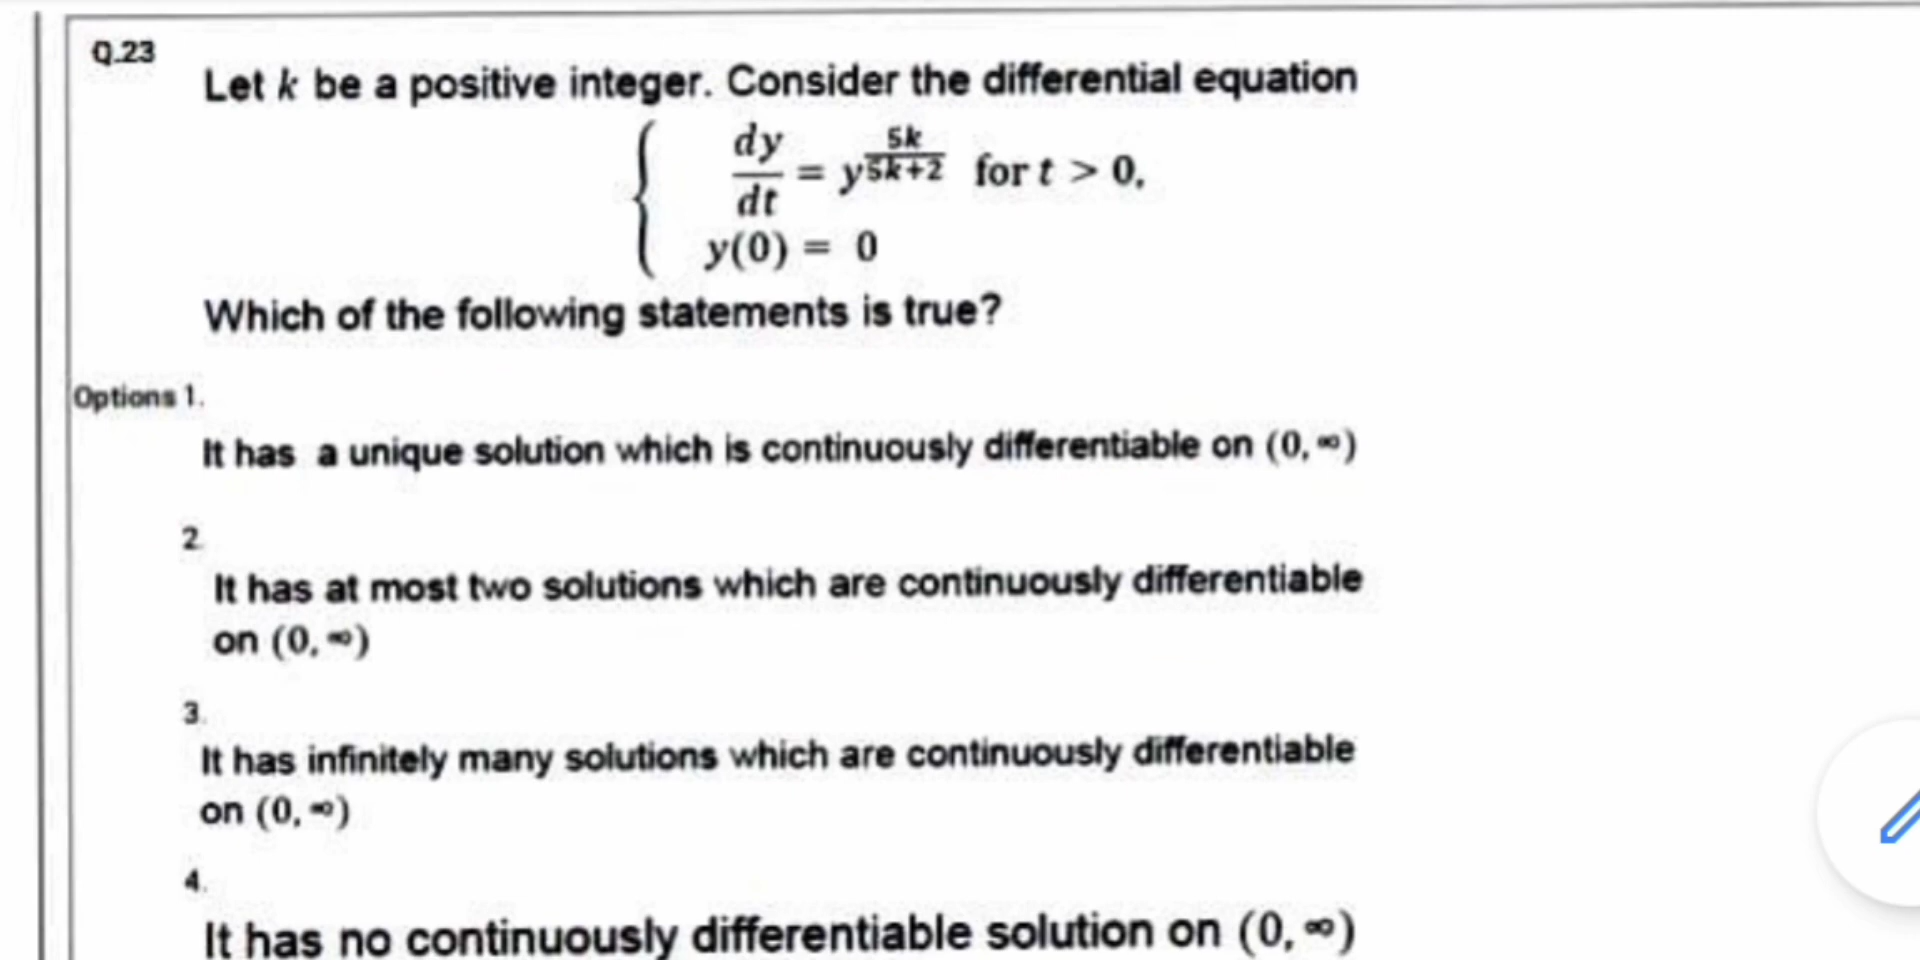 Q.23
Let k be a positive integer. Consider the differential equation
dy/dt = y^(5k/(5k+2)) for t > 0,
y(0) = 0
Which of the following statements is true?
Options 1.
It has a unique solution which is continuously differentiable on (0, ∞)
2.
It has at most two solutions which are continuously differentiable
on (0, ∞)
3.
It has infinitely many solutions which are continuously differentiable
on (0, ∞)
4.
It has no continuously differentiable solution on (0, ∞)